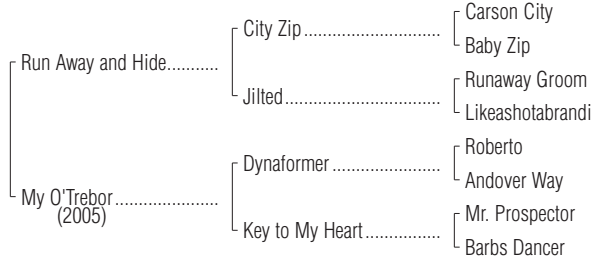 Carson City
City Zip
Baby Zip
Run Away and Hide
Runaway Groom
Jilted
Likeashotabrandi
Roberto
Dynaformer
Andover Way
My O'Trebor
(2005)
Mr. Prospector
Key to My Heart
Barbs Dancer